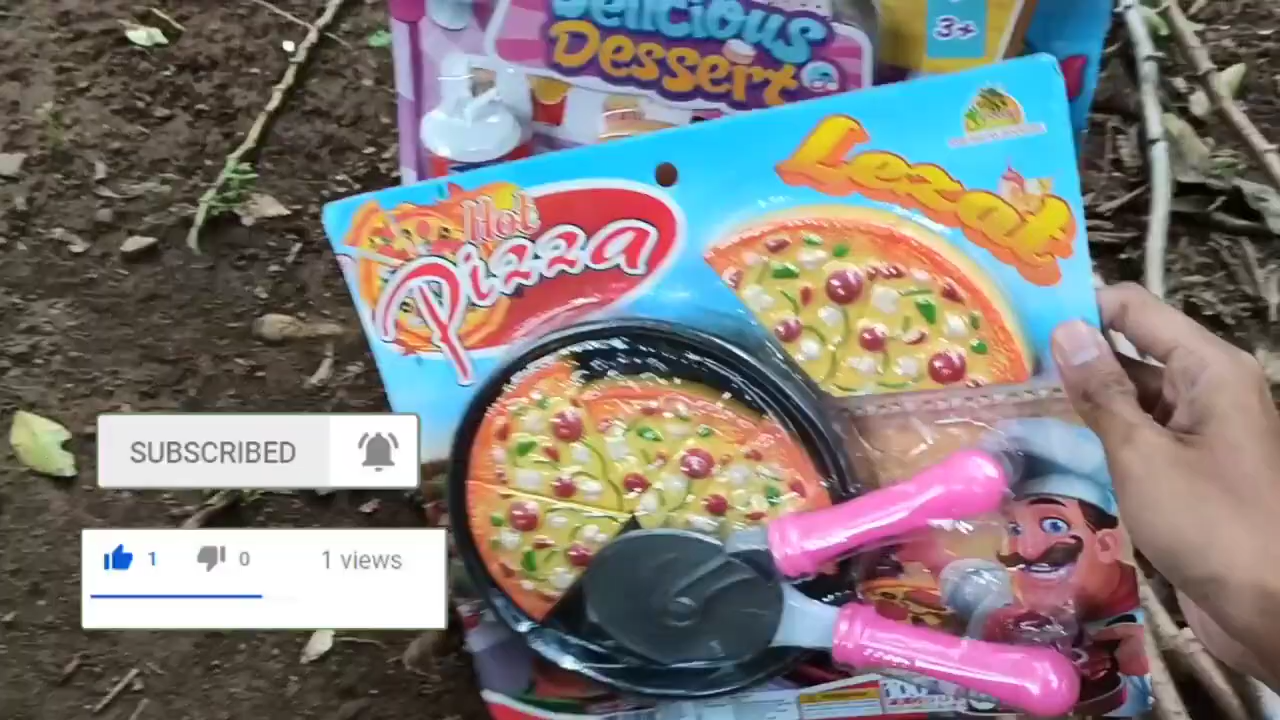 Delicious
Dessert
3+
Hot
Pizza
Lezat
SUBSCRIBED
1
0
1 views